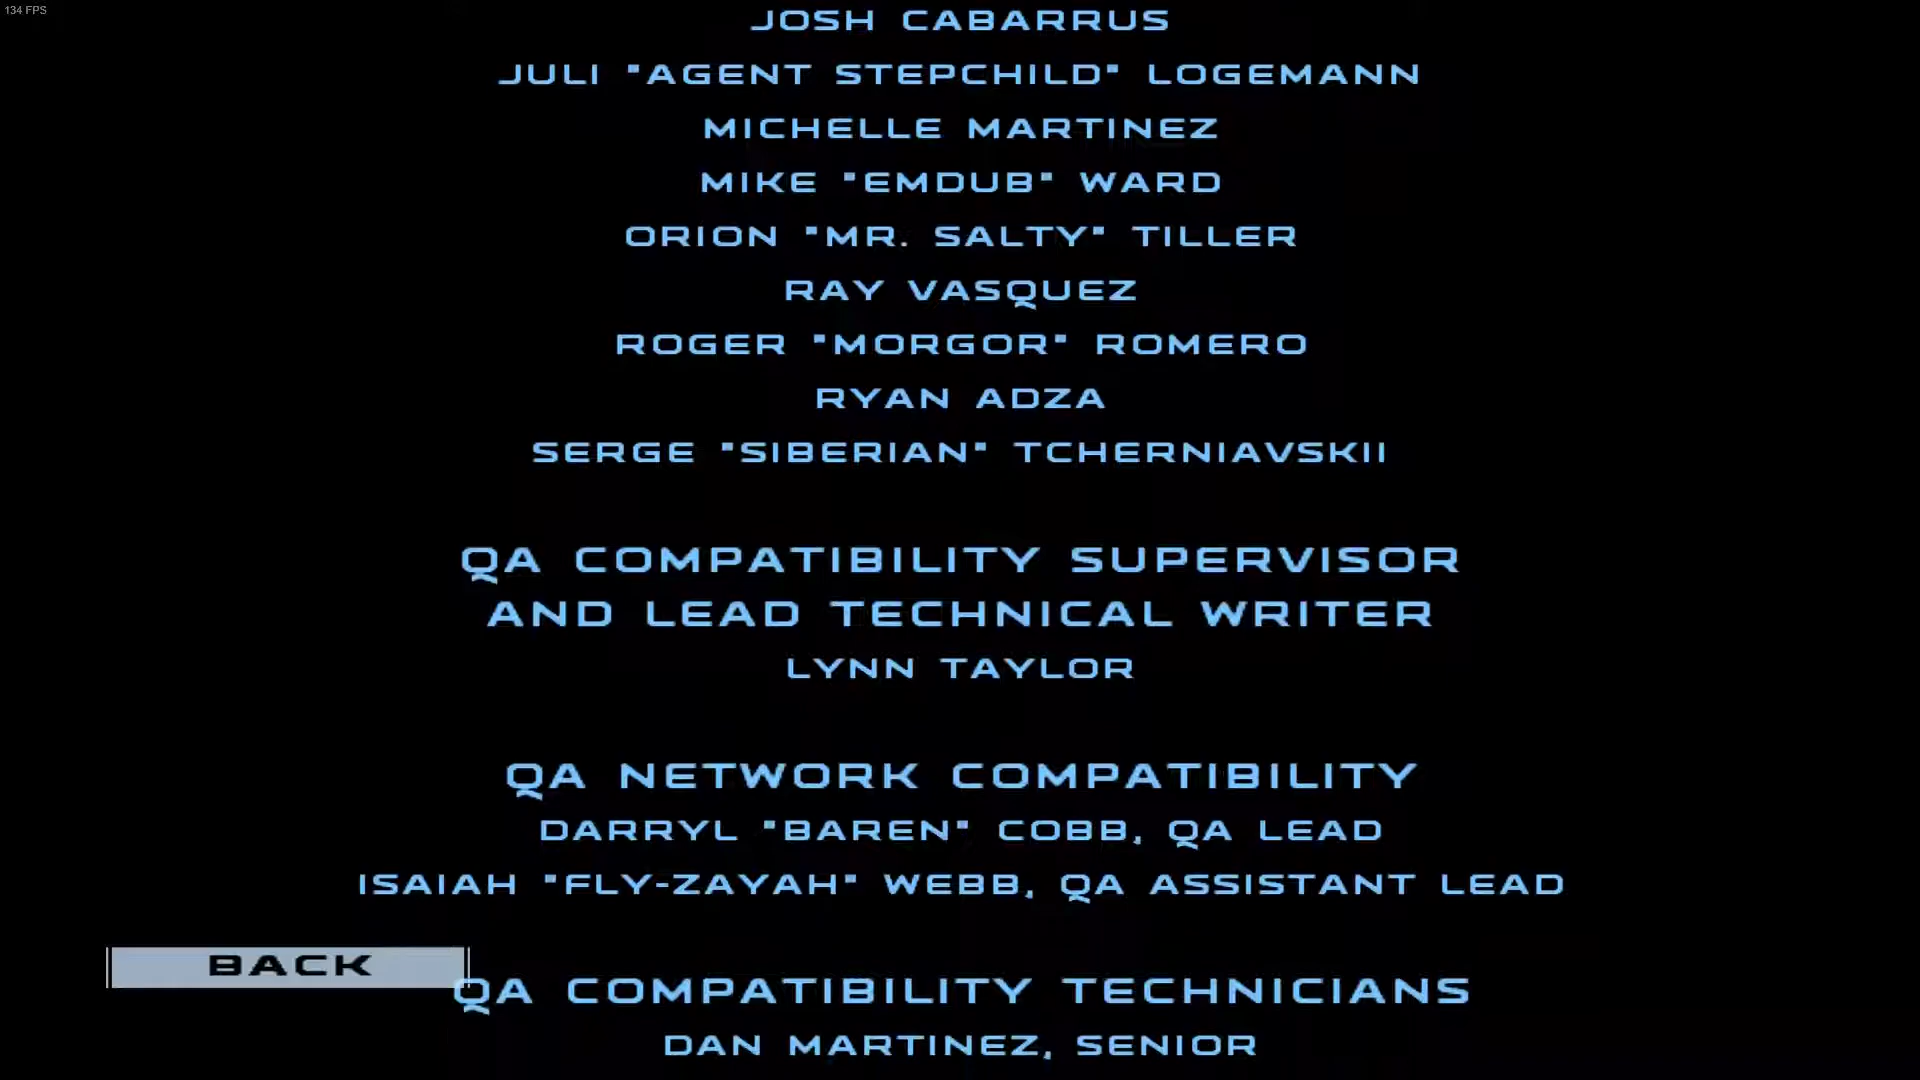 134 FPS
JOSH CABARRUS
JULI "AGENT STEPCHILD" LOGEMANN
MICHELLE MARTINEZ
MIKE "EMDUB" WARD
ORION "MR. SALTY" TILLER
RAY VASQUEZ
ROGER "MORGOR" ROMERO
RYAN ADZA
SERGE "SIBERIAN" TCHERNIAVSKII
QA COMPATIBILITY SUPERVISOR
AND LEAD TECHNICAL WRITER
LYNN TAYLOR
QA NETWORK COMPATIBILITY
DARRYL "BAREN" COBB, QA LEAD
ISAIAH "FLY-ZAYAH" WEBB, QA ASSISTANT LEAD
BACK
QA COMPATIBILITY TECHNICIANS
DAN MARTINEZ, SENIOR